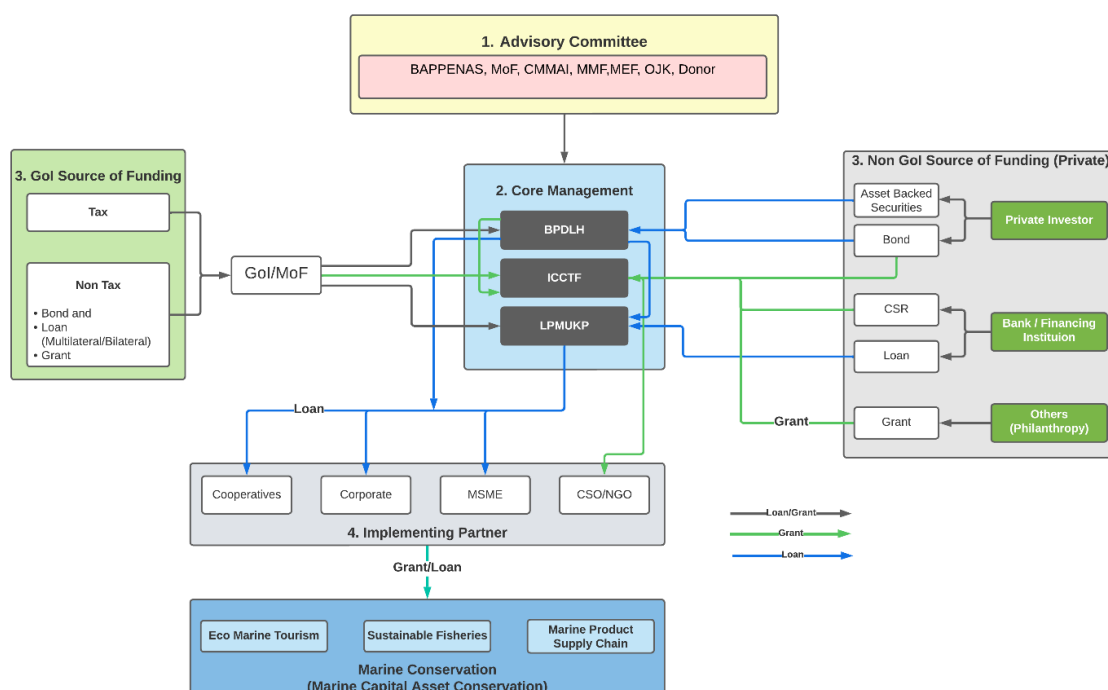 1. Advisory Committee
BAPPENAS, MoF, CMMAI, MMF,MEF, OJK, Donor
3. GoI Source of Funding
Tax
Non Tax
• Bond and
• Loan
(Multilateral/Bilateral)
• Grant
GoI/MoF
2. Core Management
BPDLH
ICCTF
LPMUKP
3. Non GoI Source of Funding (Private)
Asset Backed
Securities
Private Investor
Bond
CSR
Bank / Financing
Instituion
Loan
Grant
Grant
Others
(Philanthropy)
Loan
Cooperatives
Corporate
MSME
CSO/NGO
4. Implementing Partner
Loan/Grant
Grant
Loan
Grant/Loan
Eco Marine Tourism
Sustainable Fisheries
Marine Product
Supply Chain
Marine Conservation
(Marine Capital Asset Conservation)